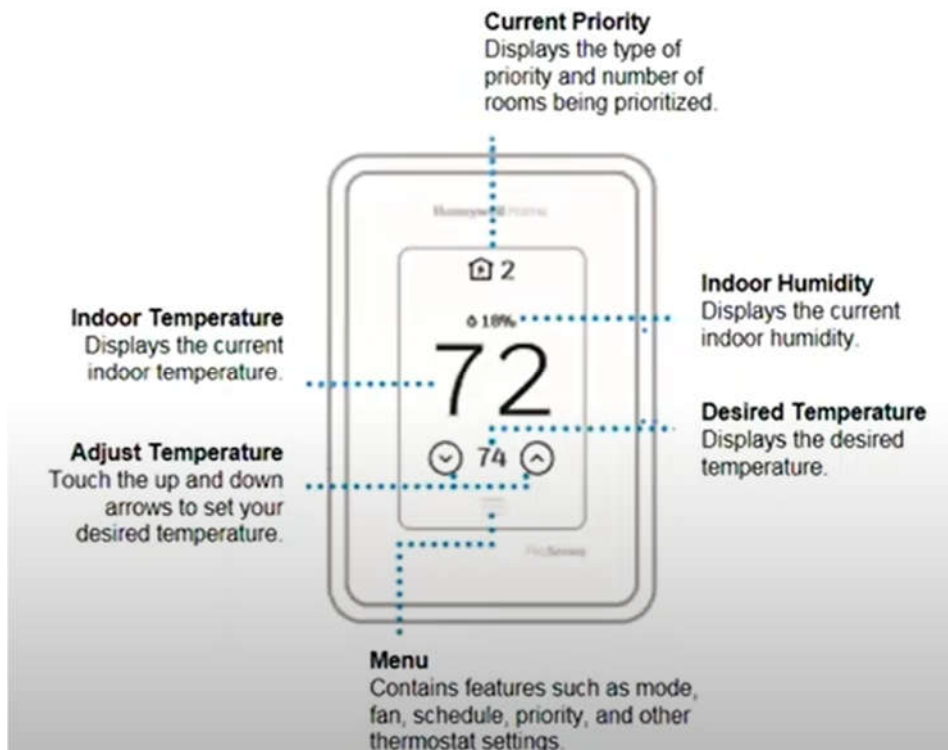 Current Priority
Displays the type of
priority and number of
rooms being prioritized.
Honeywell Home
2
18%
72
74
Indoor Temperature
Displays the current
indoor temperature.
Adjust Temperature
Touch the up and down
arrows to set your
desired temperature.
Indoor Humidity
Displays the current
indoor humidity.
Desired Temperature
Displays the desired
temperature.
Menu
Contains features such as mode,
fan, schedule, priority, and other
thermostat settings.